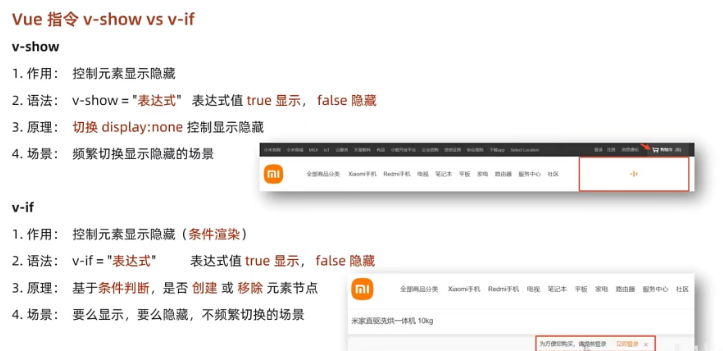 Vue 指令 v-show vs v-if
v-show
1. 作用： 控制元素显示隐藏
2. 语法： v-show = "表达式" 表达式值 true 显示， false 隐藏
3. 原理： 切换 display:none 控制显示隐藏
4. 场景： 频繁切换显示隐藏的场景
全部商品分类 Xiaomi手机 Redmi手机 电视 笔记本 平板 家电 路由器 服务中心 社区
v-if
1. 作用： 控制元素显示隐藏（条件渲染）
2. 语法： v-if = "表达式" 表达式值 true 显示， false 隐藏
3. 原理： 基于条件判断，是否 创建 或 移除 元素节点
4. 场景： 要么显示，要么隐藏，不频繁切换的场景
全部商品分类 Xiaomi手机 Redmi手机 电视 笔记本 平板 家电 路由器 服务中心 社区
米家直驱洗烘一体机 10kg
为方便您购买，请提前登录 立即登录